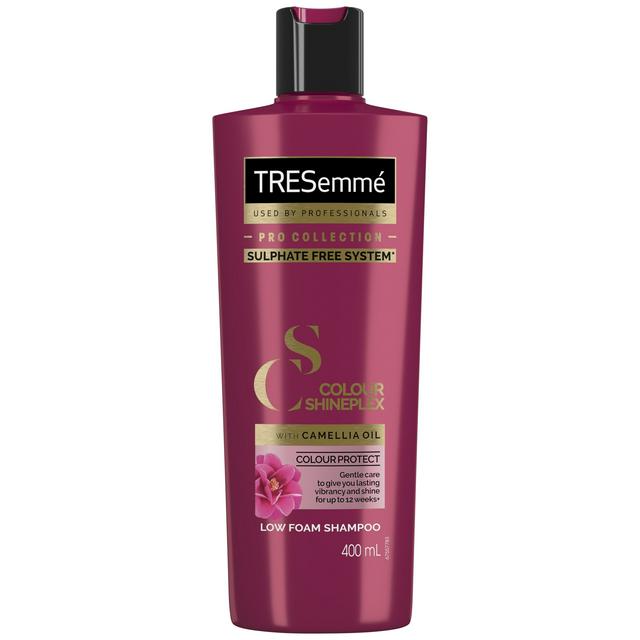 TRESemmé
USED BY PROFESSIONALS
PRO COLLECTION
SULPHATE FREE SYSTEM*
CS
COLOUR
SHINEPLEX
WITH CAMELLIA OIL
COLOUR PROTECT
Gentle care
to give you lasting
vibrancy and shine
for up to 12 weeks+
LOW FOAM SHAMPOO
400 mL